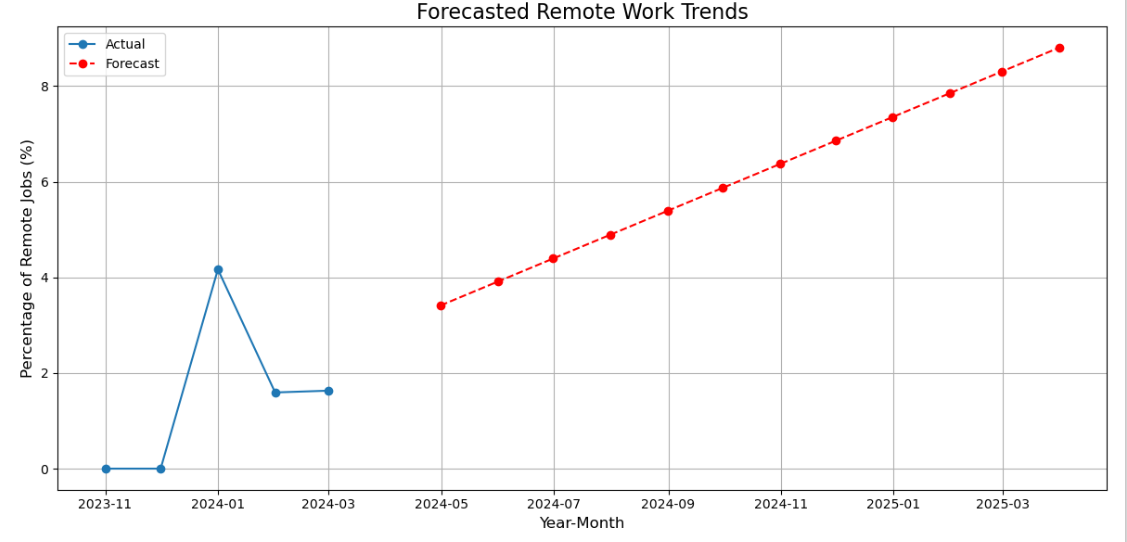 Forecasted Remote Work Trends
Actual
Forecast
Percentage of Remote Jobs (%)
8
6
4
2
0
2023-11 2024-01 2024-03 2024-05 2024-07 2024-09 2024-11 2025-01 2025-03
Year-Month